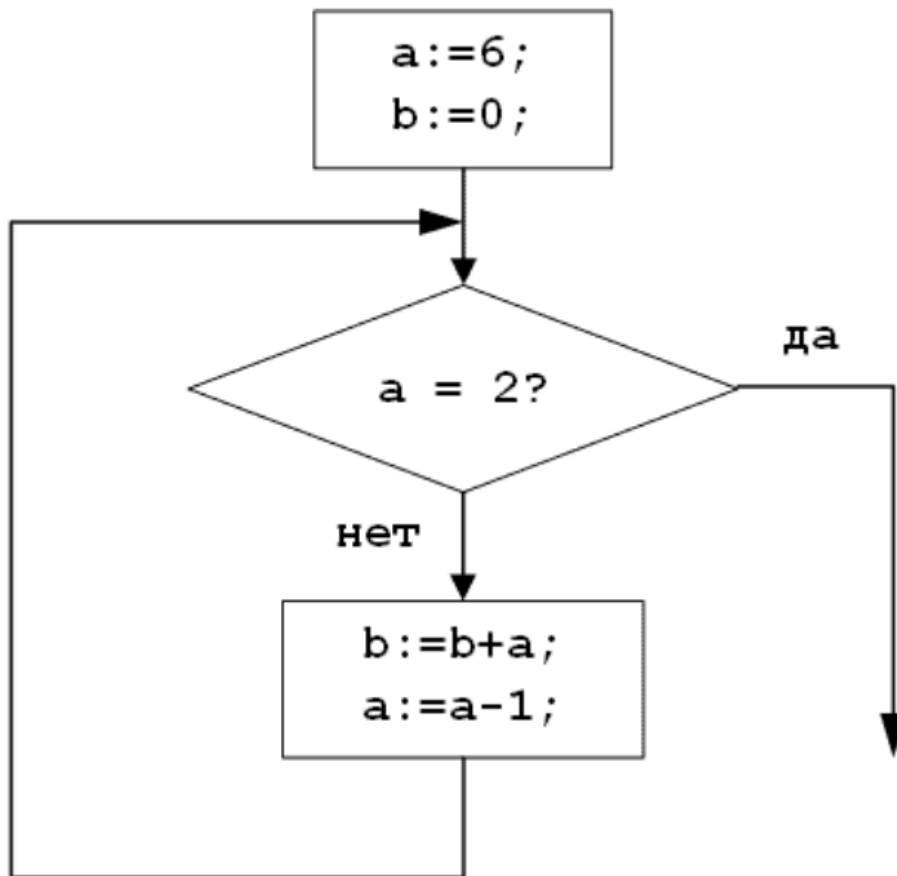 a:=6;
b:=0;
да
a = 2?
нет
b:=b+a;
a:=a-1;